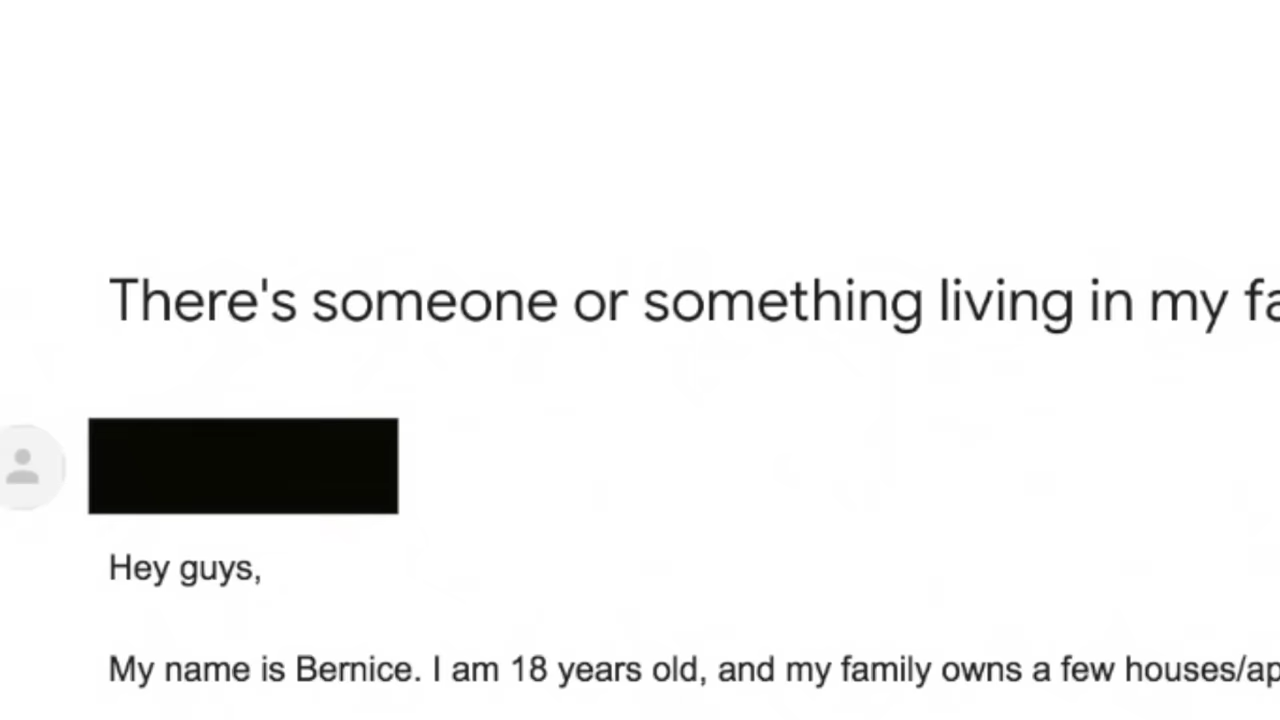 There's someone or something living in my fa
Hey guys,
My name is Bernice. I am 18 years old, and my family owns a few houses/ap